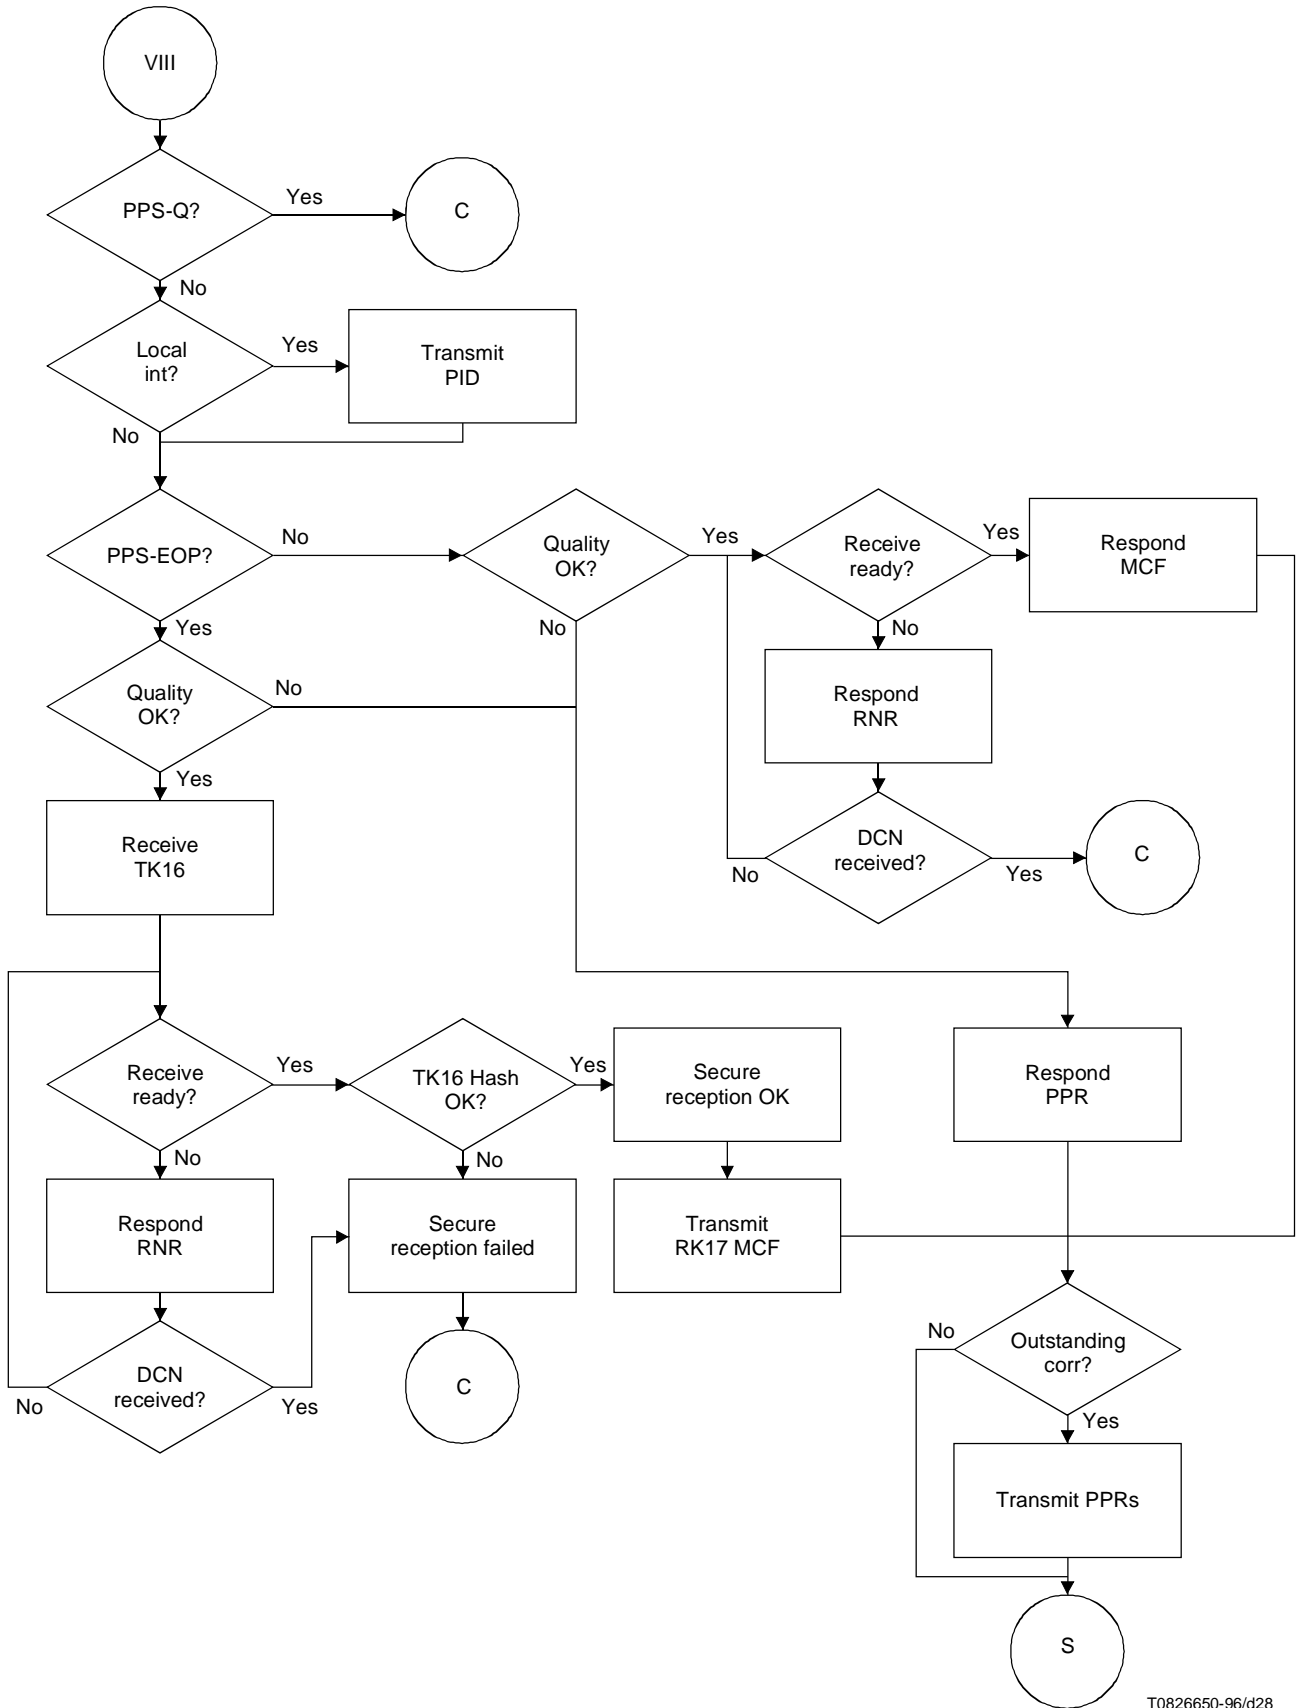 VIII
PPS-Q?
Yes
C
No
Local
int?
Yes
Transmit
PID
No
PPS-EOP?
No
Quality
OK?
Yes
Receive
ready?
Yes
Respond
MCF
Yes
No
No
Quality
OK?
No
Respond
RNR
Yes
Receive
TK16
DCN
received?
No
Yes
C
Receive
ready?
Yes
TK16 Hash
OK?
Yes
Secure
reception OK
Respond
PPR
No
No
Respond
RNR
Secure
reception failed
Transmit
RK17 MCF
DCN
received?
No
Yes
C
No
Outstanding
corr?
Yes
Transmit PPRs
S
T0826650-96/d28